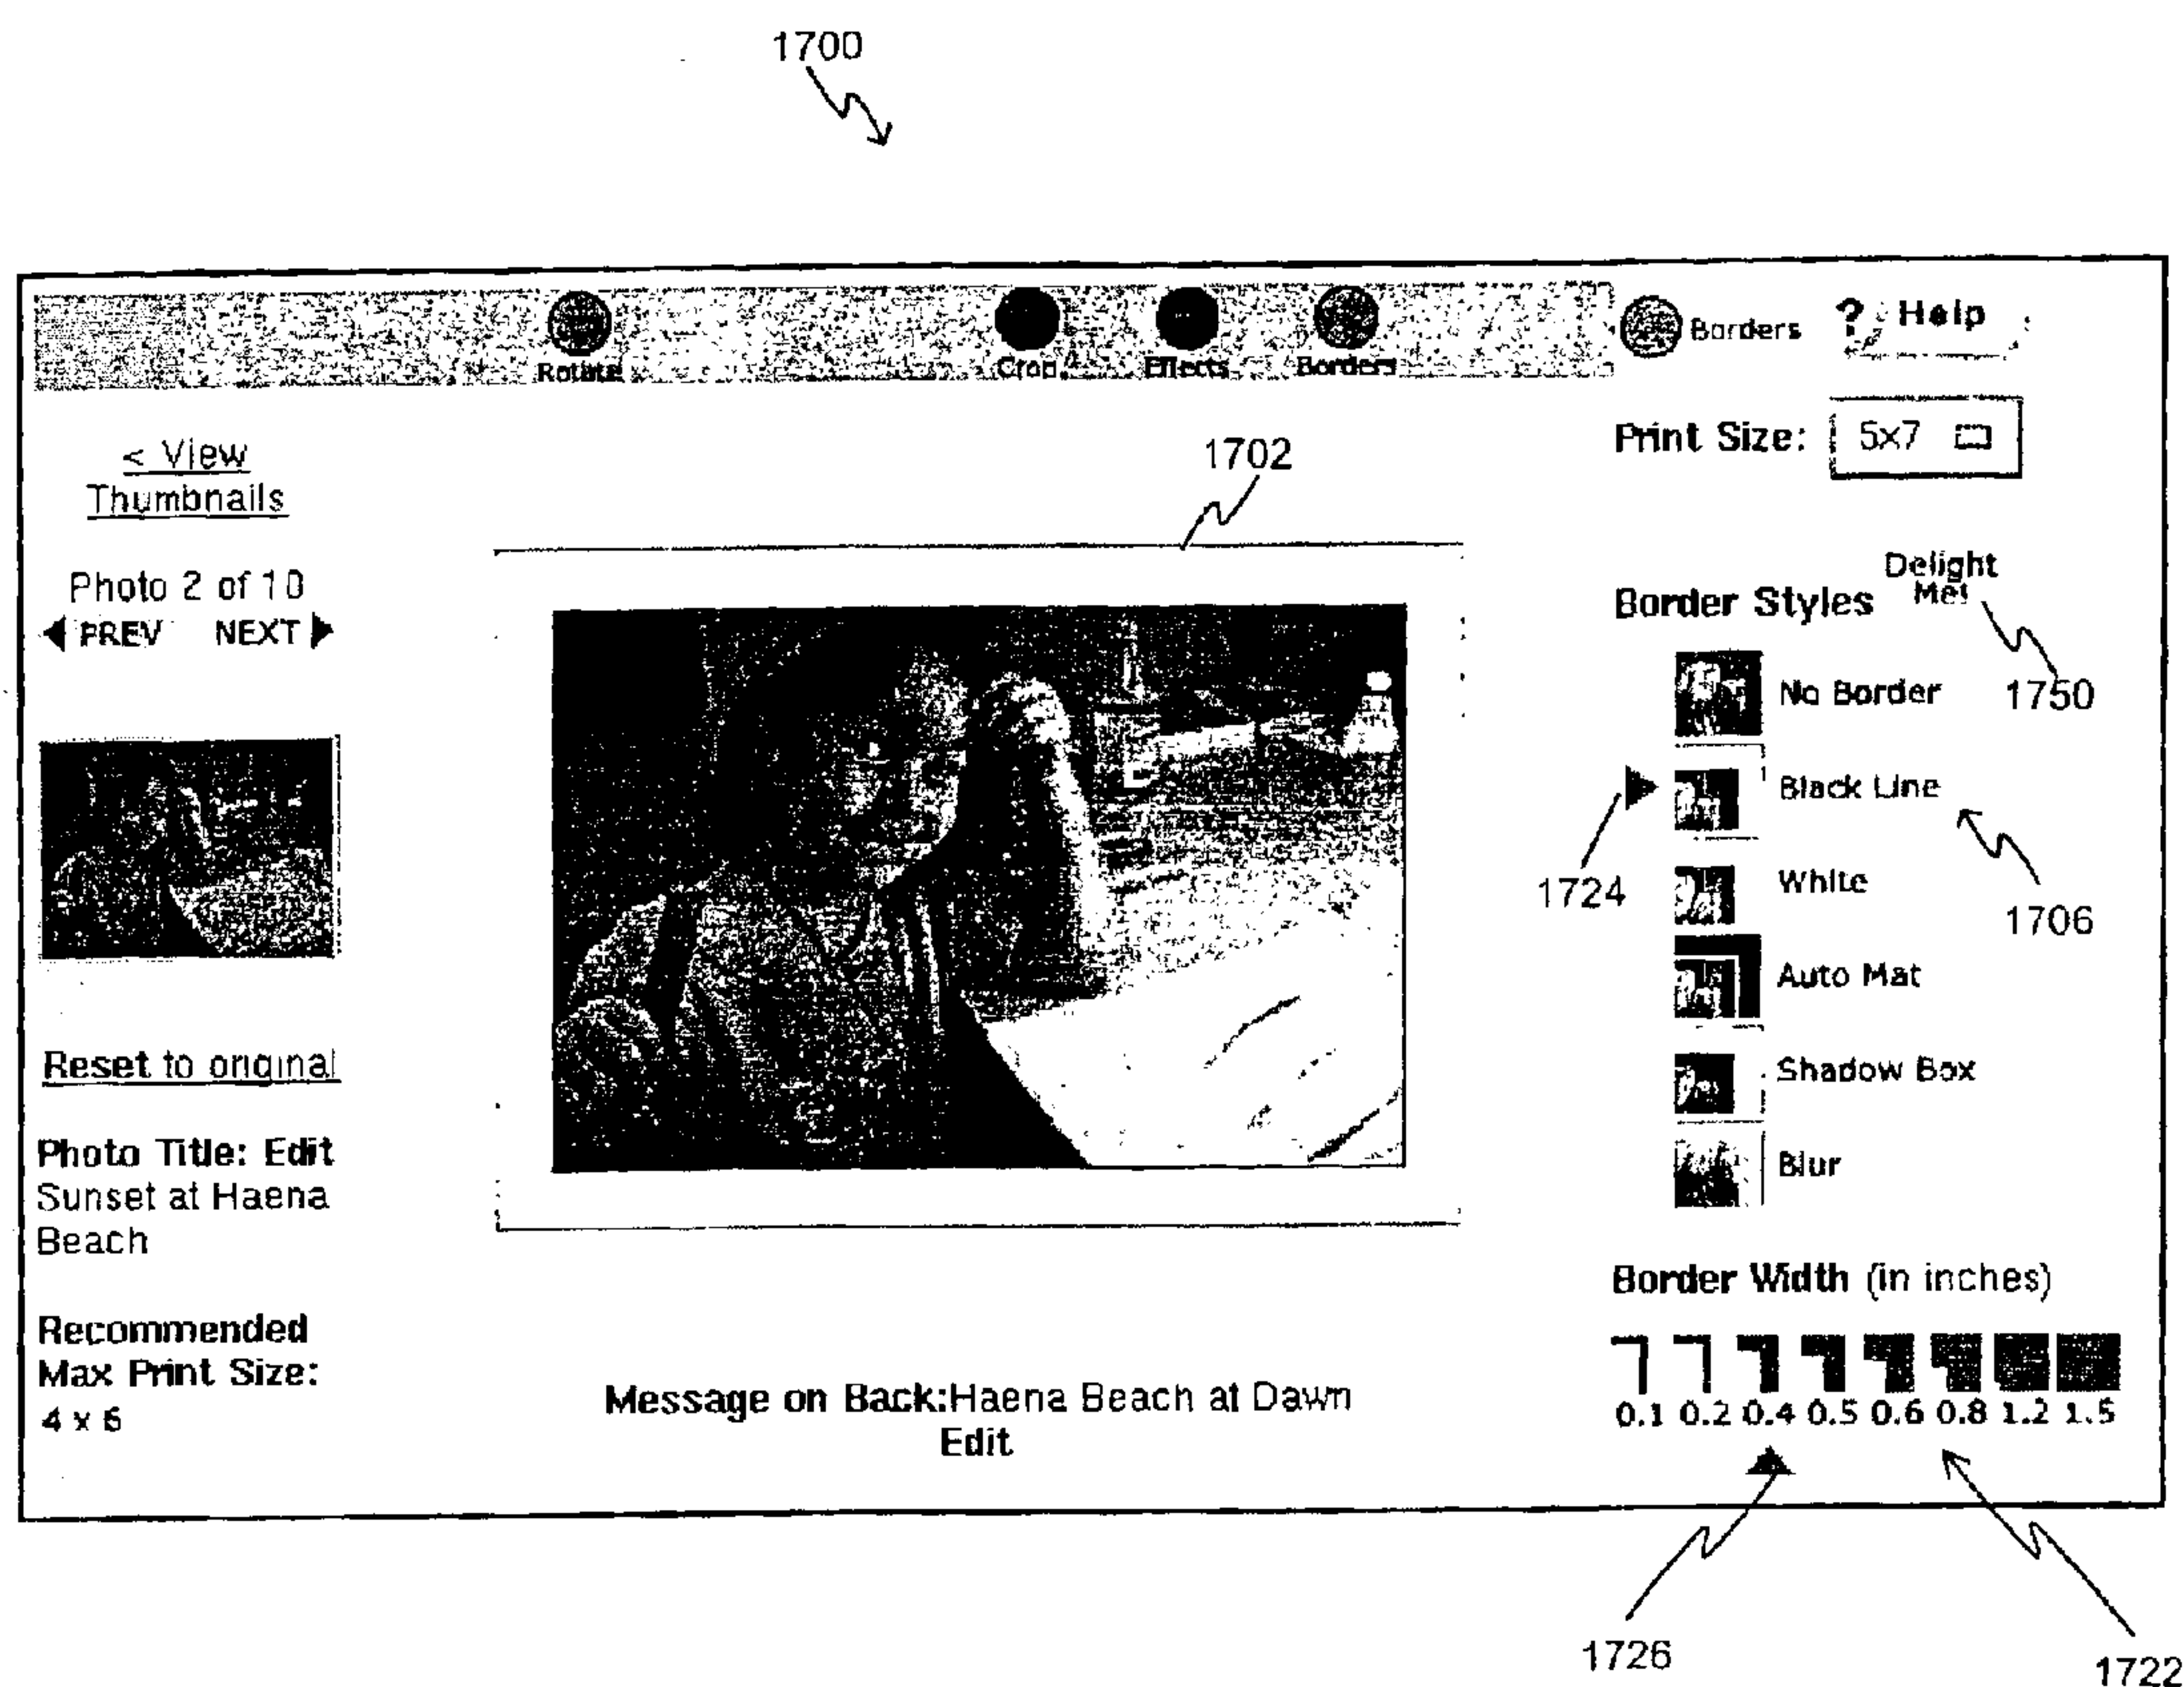 1700
Rotate
Crop
Effects
Borders
Borders
? Help
< View
Thumbnails
Print Size: 5x7
1702
Photo 2 of 10
PREV NEXT
Delight
Me!
Border Styles
1750
No Border
Black Line
1724
1706
White
Auto Mat
Shadow Box
Blur
Reset to original
Photo Title: Edit
Sunset at Haena
Beach
Recommended
Max Print Size:
4 x 6
Message on Back:Haena Beach at Dawn
Edit
Border Width (in inches)
0.1 0.2 0.4 0.5 0.6 0.8 1.2 1.5
1726
1722